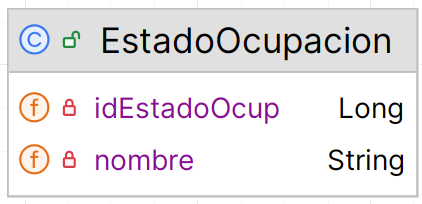 C EstadoOcupacion
f idEstadoOcup Long
f nombre String